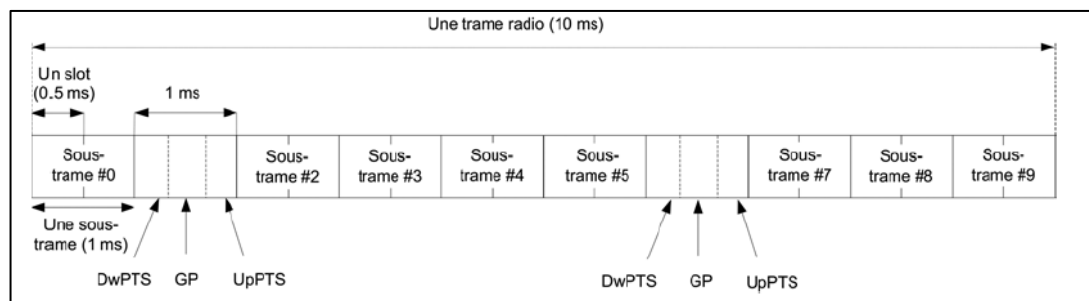 Une trame radio (10 ms)
Un slot
(0.5 ms)
1 ms
Sous-
trame #0
Sous-
trame #2
Sous-
trame #3
Sous-
trame #4
Sous-
trame #5
Sous-
trame #7
Sous-
trame #8
Sous-
trame #9
Une sous-
trame (1 ms)
DwPTS GP UpPTS
DwPTS GP UpPTS